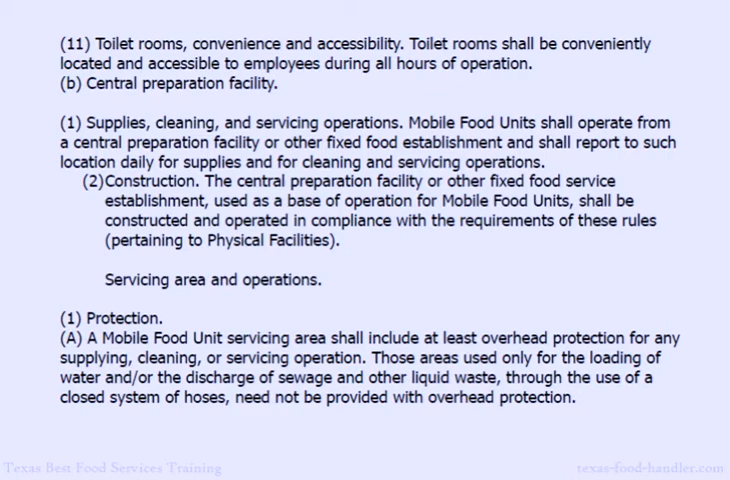 (11) Toilet rooms, convenience and accessibility. Toilet rooms shall be conveniently
located and accessible to employees during all hours of operation.
(b) Central preparation facility.
(1) Supplies, cleaning, and servicing operations. Mobile Food Units shall operate from
a central preparation facility or other fixed food establishment and shall report to such
location daily for supplies and for cleaning and servicing operations.
(2)Construction. The central preparation facility or other fixed food service
establishment, used as a base of operation for Mobile Food Units, shall be
constructed and operated in compliance with the requirements of these rules
(pertaining to Physical Facilities).
Servicing area and operations.
(1) Protection.
(A) A Mobile Food Unit servicing area shall include at least overhead protection for any
supplying, cleaning, or servicing operation. Those areas used only for the loading of
water and/or the discharge of sewage and other liquid waste, through the use of a
closed system of hoses, need not be provided with overhead protection.
Texas Best Food Services Training
texas-food-handler.com